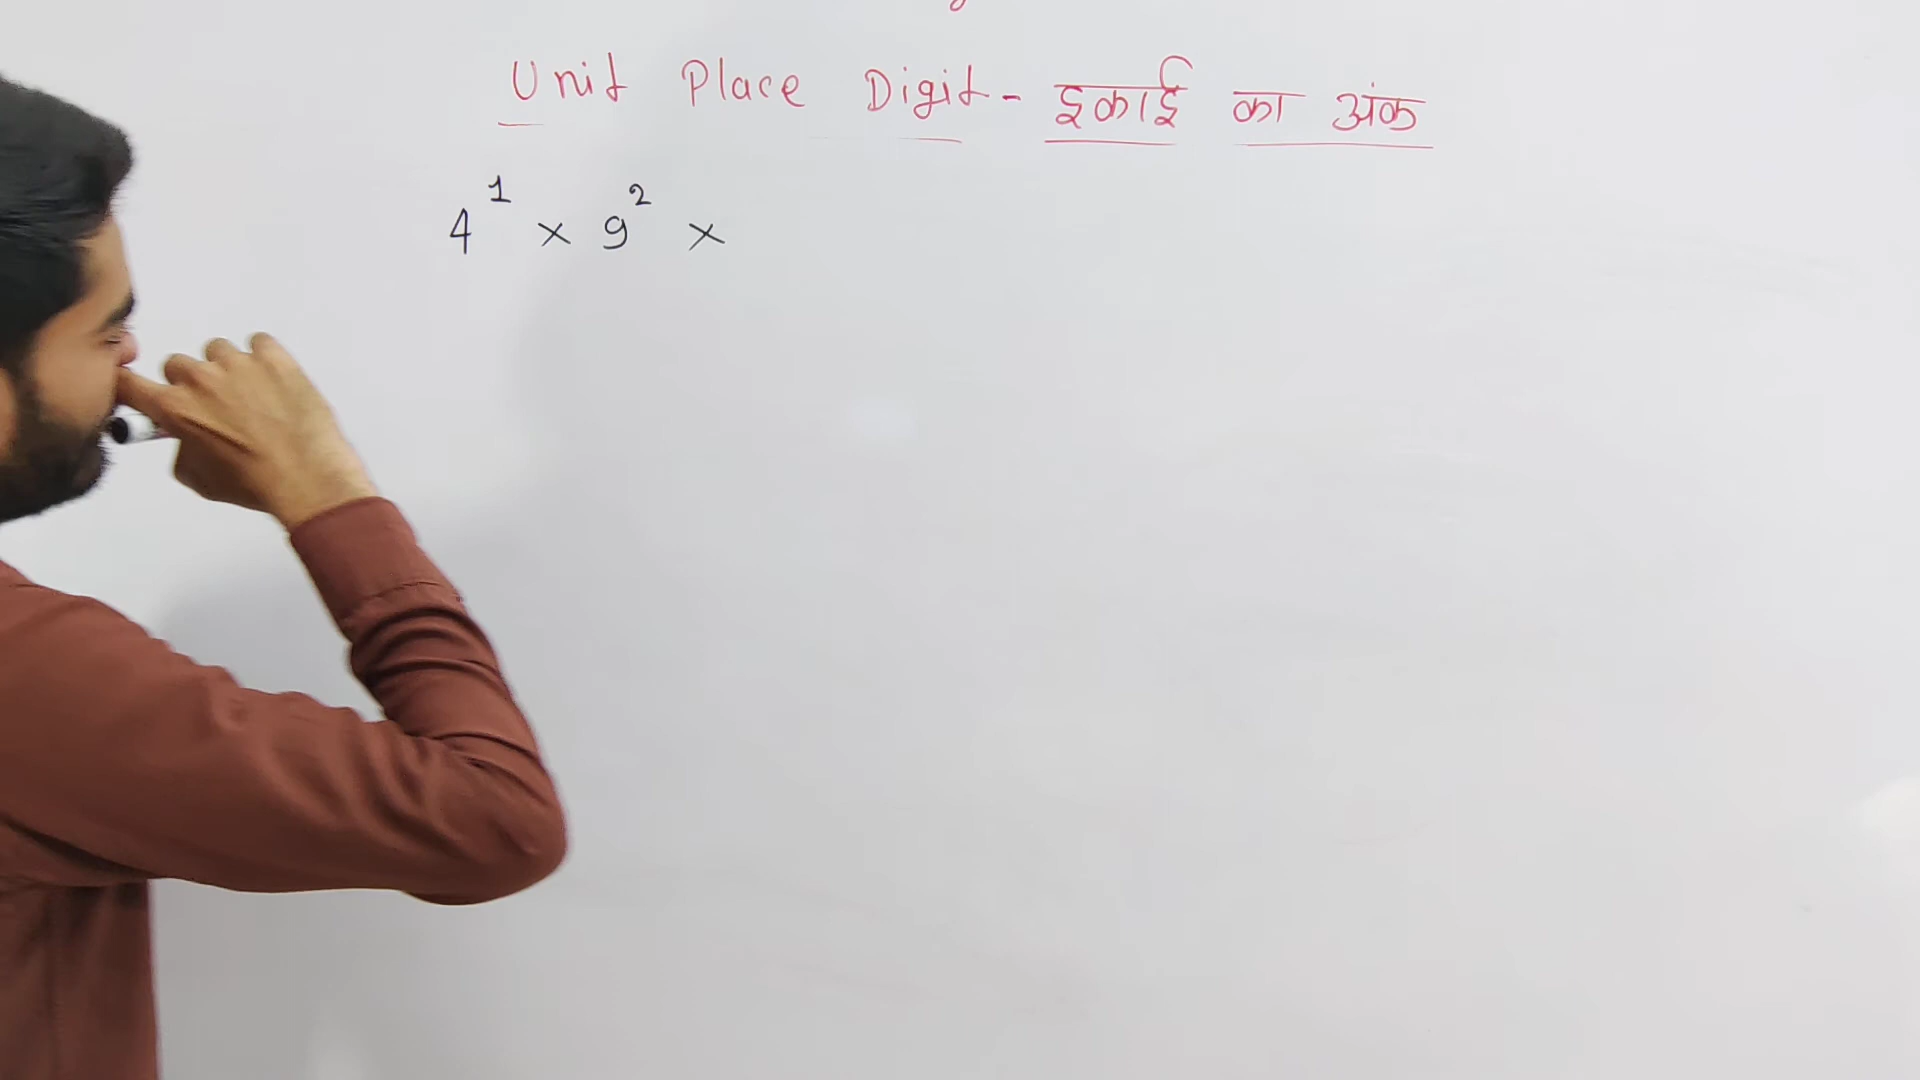 Unit Place Digit - इकाई का अंक
4¹ × 9² ×